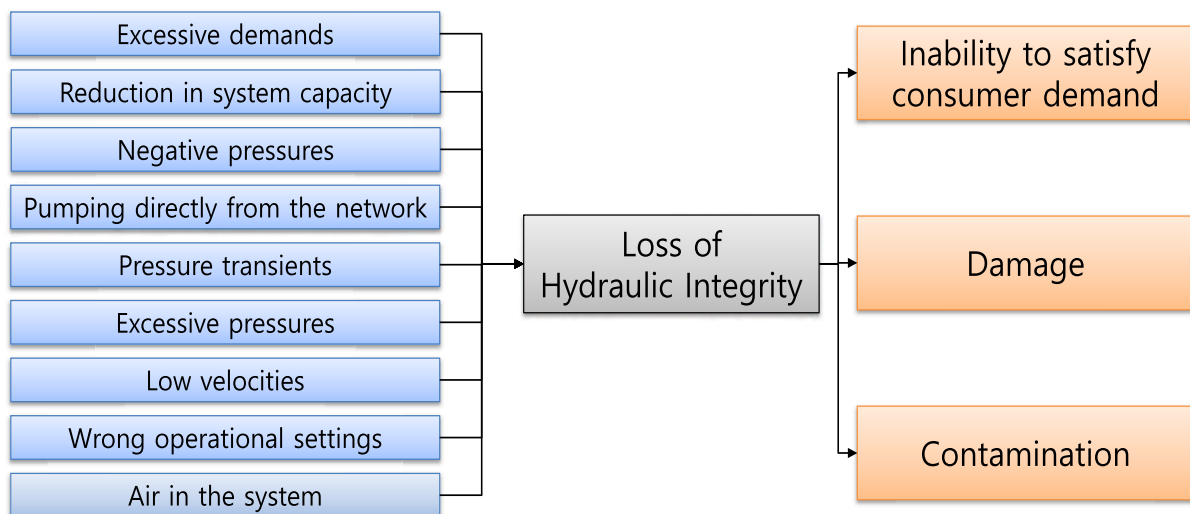 Excessive demands
Reduction in system capacity
Negative pressures
Pumping directly from the network
Pressure transients
Excessive pressures
Low velocities
Wrong operational settings
Air in the system
Loss of
Hydraulic Integrity
Inability to satisfy
consumer demand
Damage
Contamination